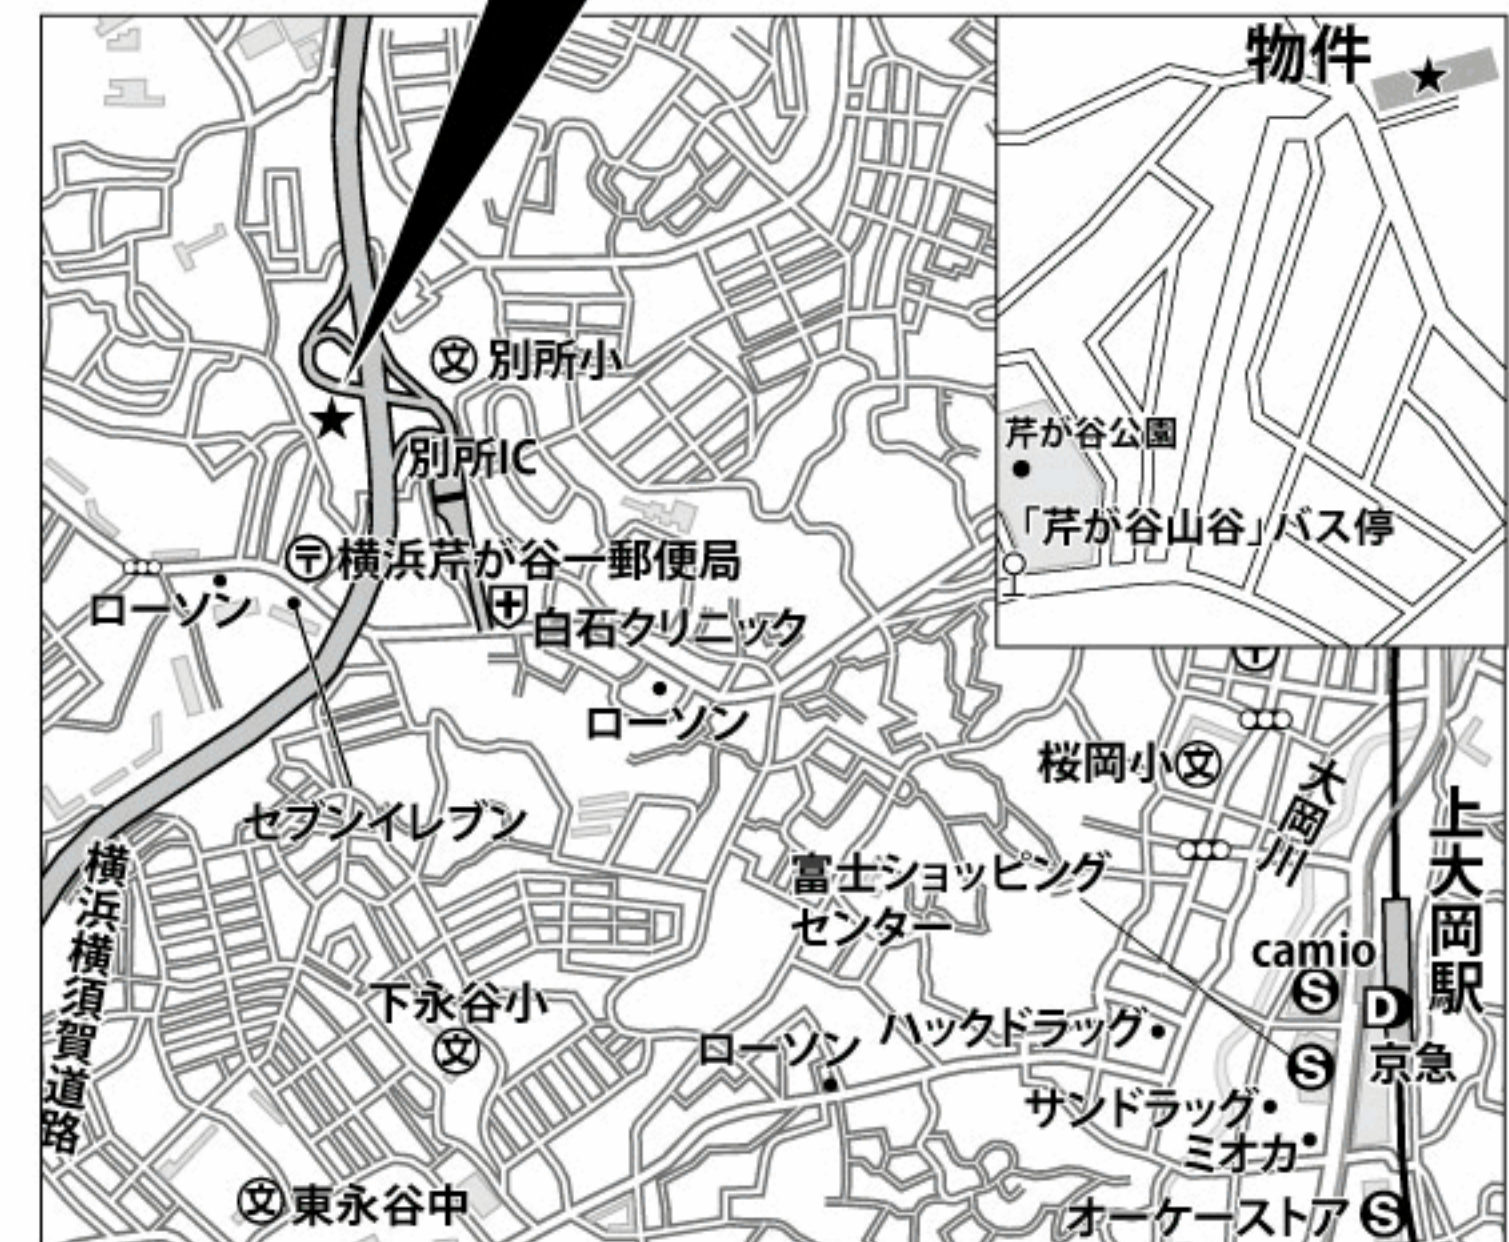 物件
★
芹が谷公園
「芹が谷山谷」バス停
文 別所小
★
別所IC
〒横浜芹が谷一郵便局
ローソン
白石クリニック
ローソン
桜岡小文
大岡川
セブンイレブン
上大岡駅
横浜横須賀道路
富士ショッピング
センター
camio
S
D
下永谷小
文
ローソン
ハックドラッグ
S
京急
サンドラッグ
ミオカ
文東永谷中
オーケーストア S